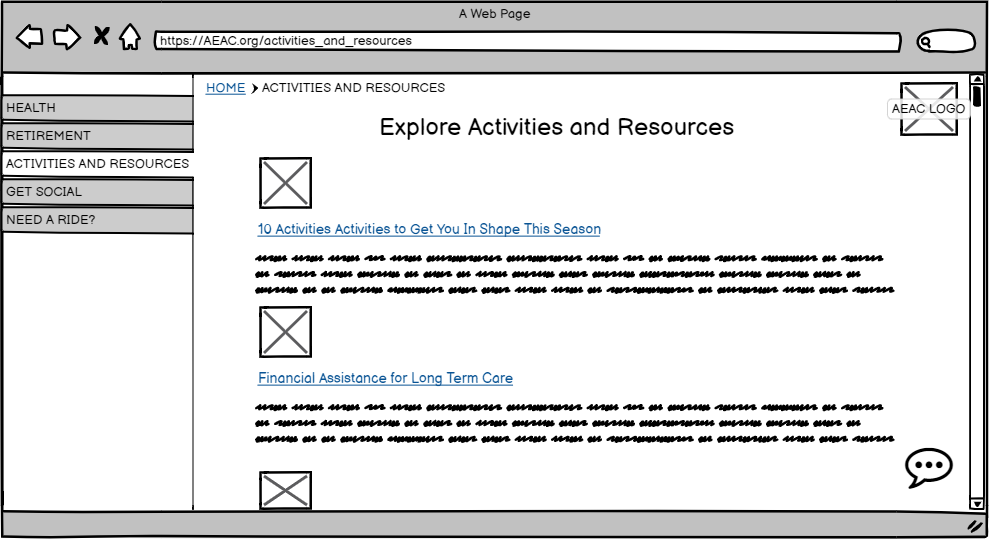 A Web Page
https://AEAC.org/activities_and_resources
HOME > ACTIVITIES AND RESOURCES
AEAC LOGO
HEALTH
RETIREMENT
ACTIVITIES AND RESOURCES
GET SOCIAL
NEED A RIDE?
Explore Activities and Resources
10 Activities Activities to Get You In Shape This Season
Financial Assistance for Long Term Care